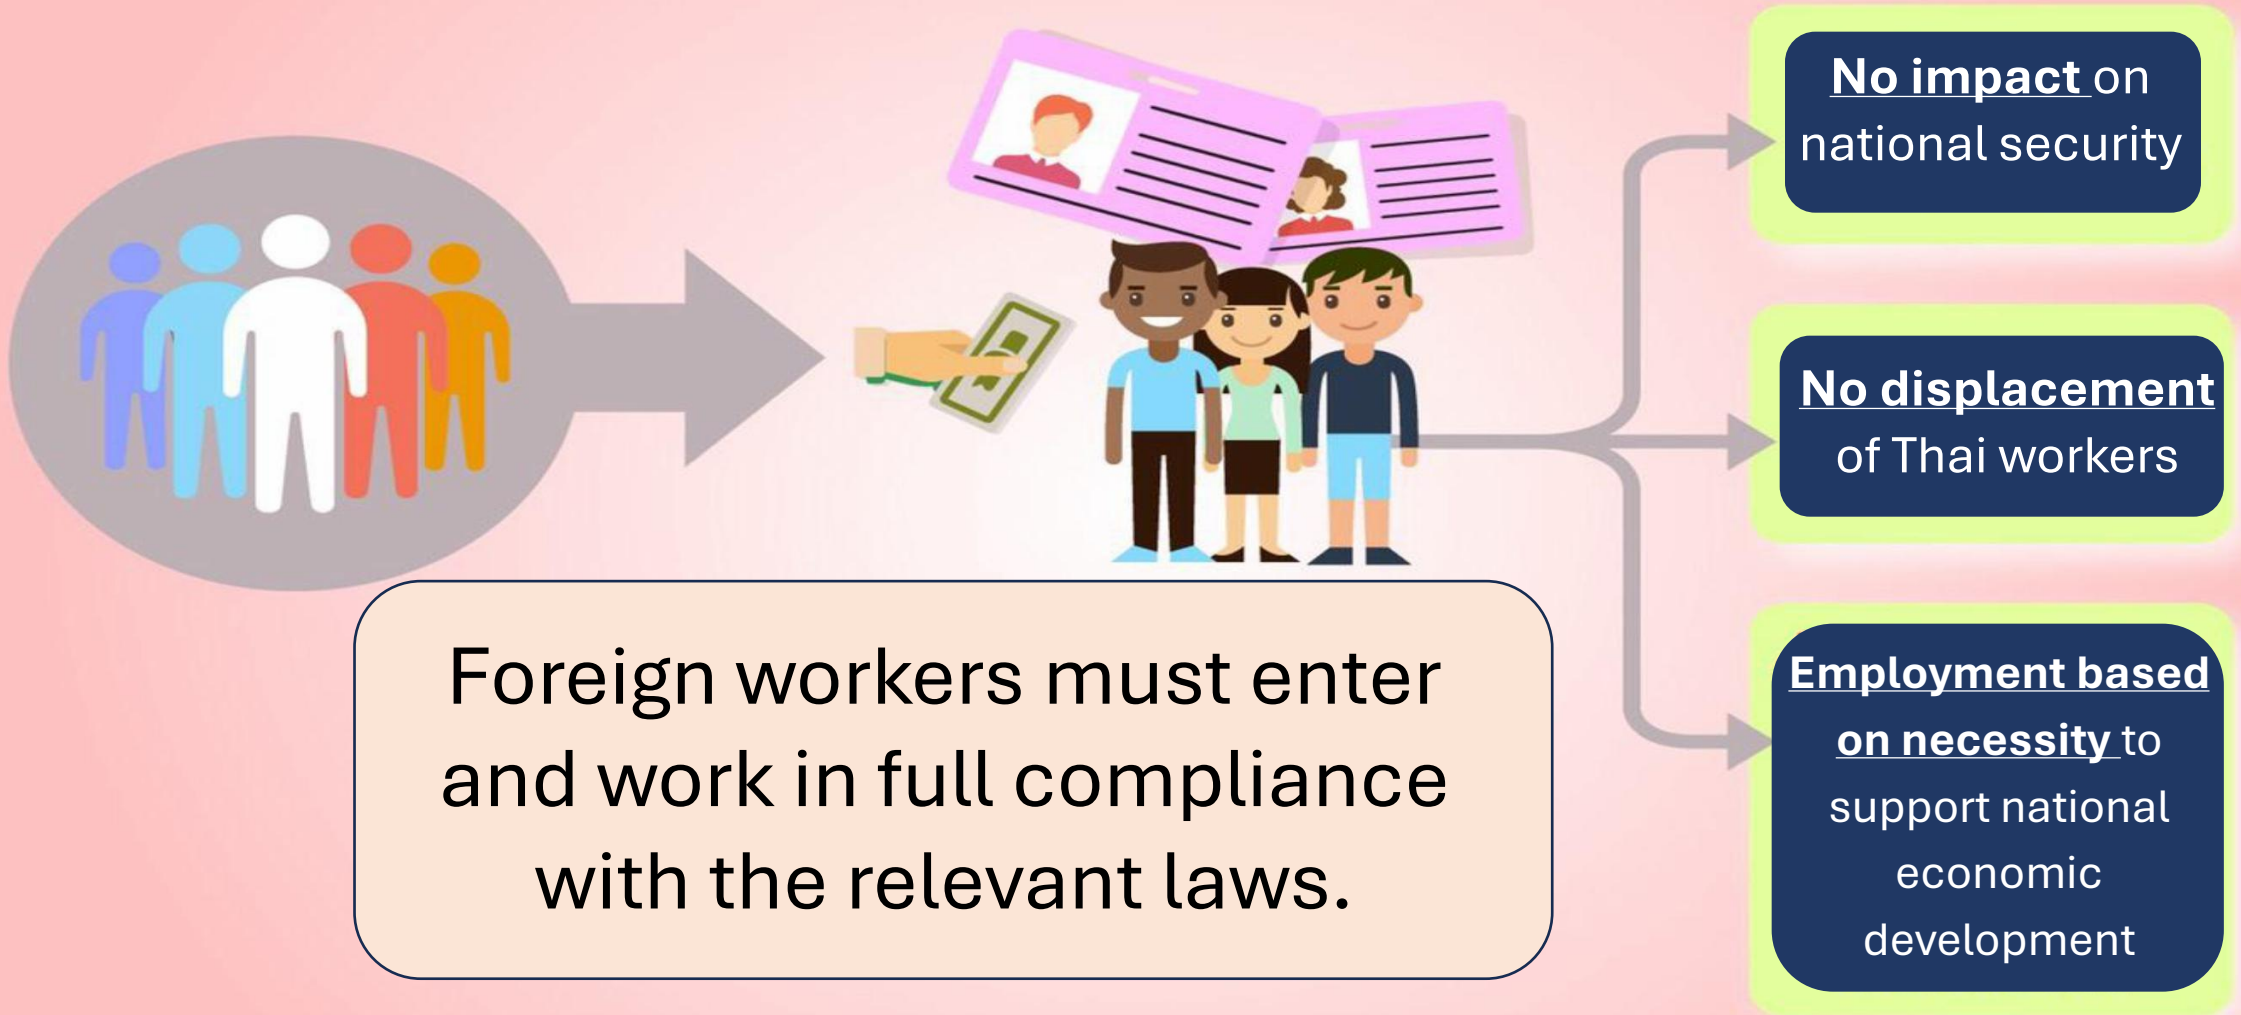 No impact on
national security
No displacement
of Thai workers
Foreign workers must enter
and work in full compliance
with the relevant laws.
Employment based
on necessity to
support national
economic
development